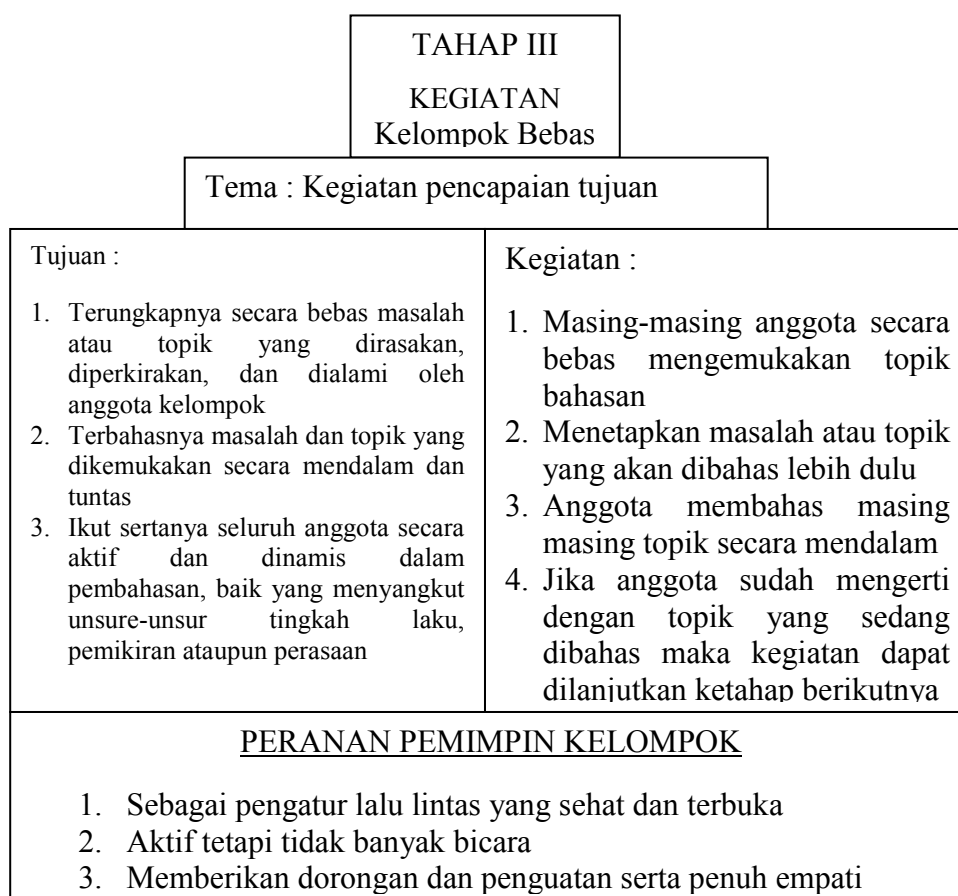 TAHAP III
KEGIATAN
Kelompok Bebas
Tema : Kegiatan pencapaian tujuan
Tujuan :
1. Terungkapnya secara bebas masalah
atau topik yang dirasakan,
diperkirakan, dan dialami oleh
anggota kelompok
2. Terbahasnya masalah dan topik yang
dikemukakan secara mendalam dan
tuntas
3. Ikut sertanya seluruh anggota secara
aktif dan dinamis dalam
pembahasan, baik yang menyangkut
unsure-unsur tingkah laku,
pemikiran ataupun perasaan
Kegiatan :
1. Masing-masing anggota secara
bebas mengemukakan topik
bahasan
2. Menetapkan masalah atau topik
yang akan dibahas lebih dulu
3. Anggota membahas masing
masing topik secara mendalam
4. Jika anggota sudah mengerti
dengan topik yang sedang
dibahas maka kegiatan dapat
dilanjutkan ketahap berikutnya
PERANAN PEMIMPIN KELOMPOK
1. Sebagai pengatur lalu lintas yang sehat dan terbuka
2. Aktif tetapi tidak banyak bicara
3. Memberikan dorongan dan penguatan serta penuh empati